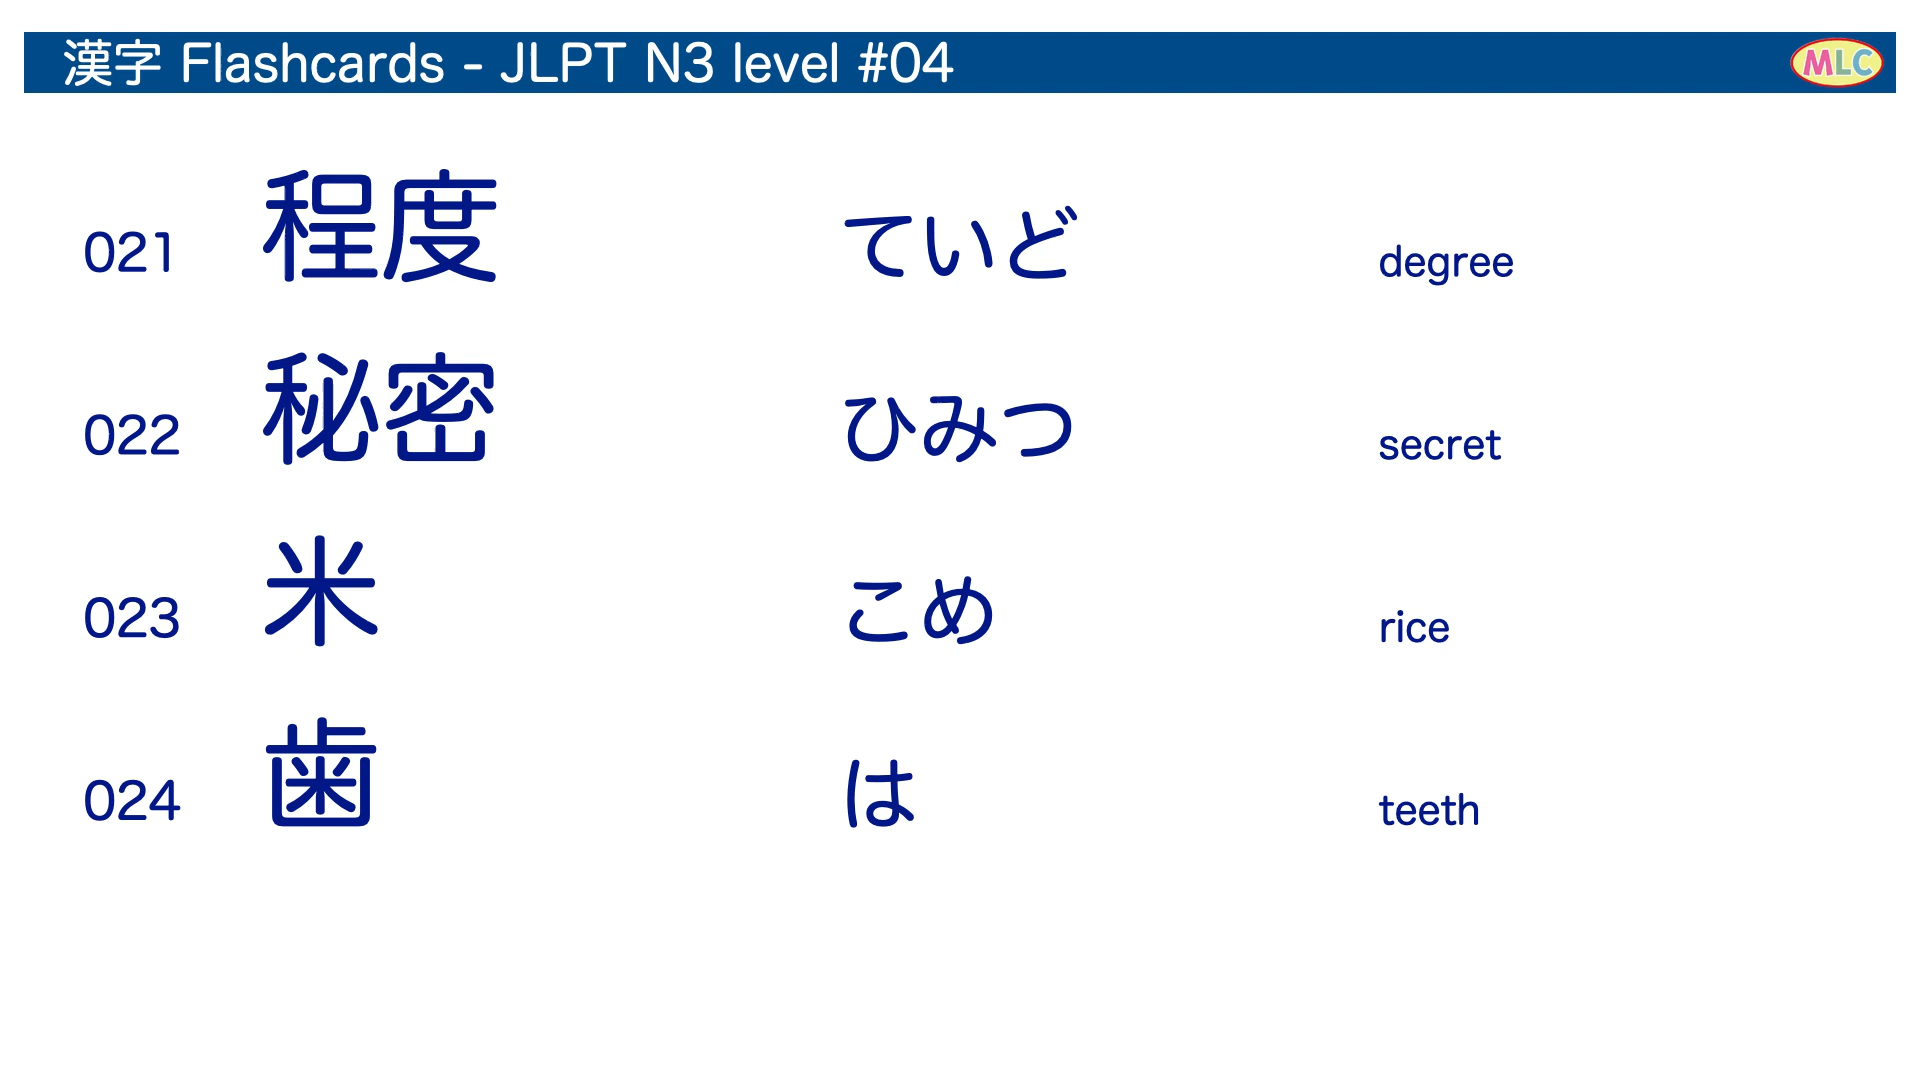 漢字 Flashcards - JLPT N3 level #04 MLC
021 程度 ていど degree
022 秘密 ひみつ secret
023 米 こめ rice
024 歯 は teeth